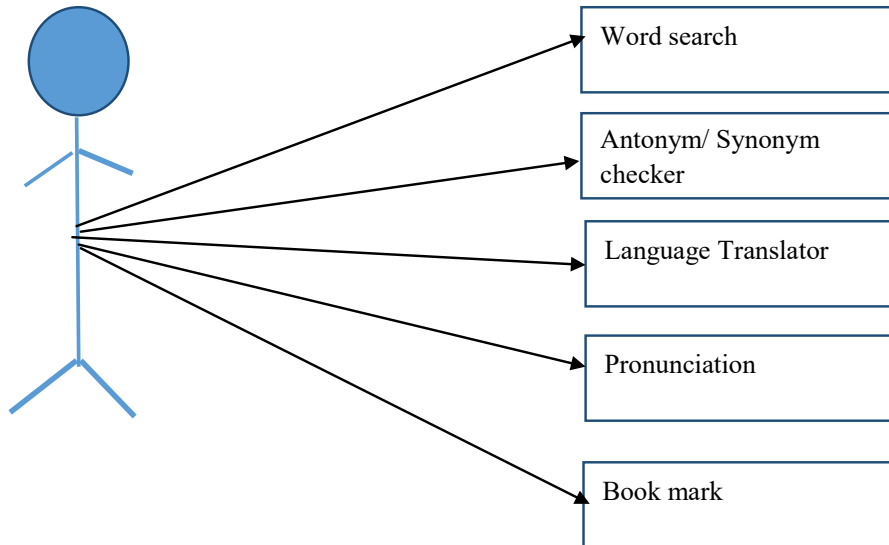 Word search
Antonym/ Synonym
checker
Language Translator
Pronunciation
Book mark